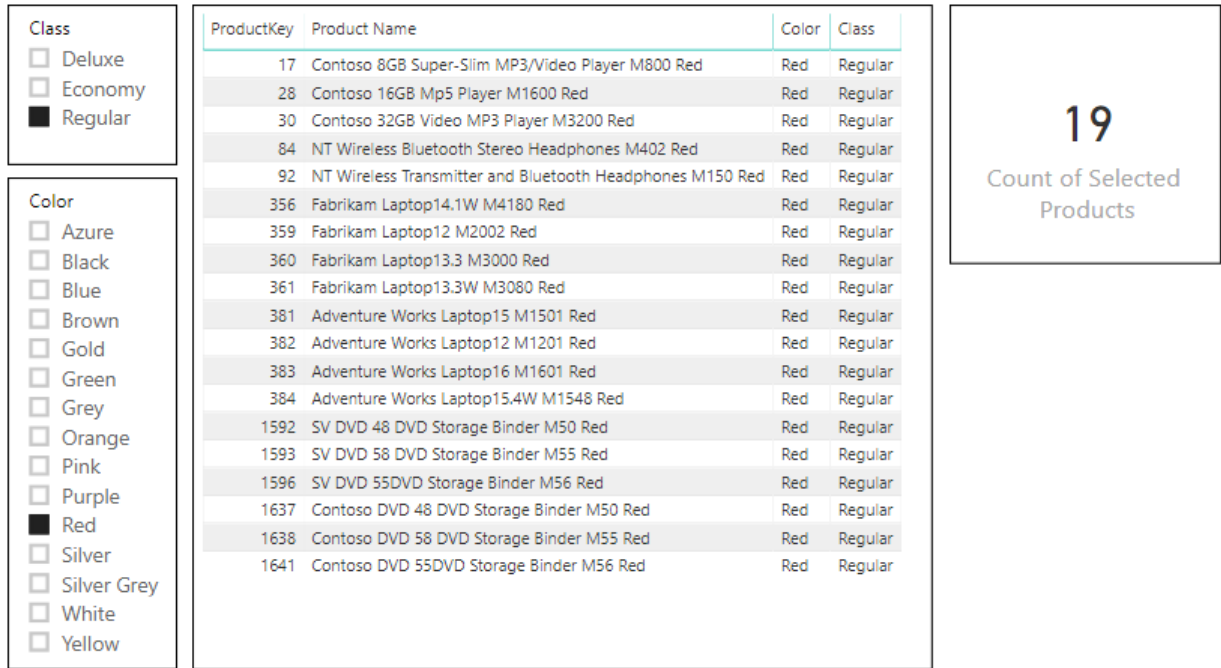 Class
Deluxe
Economy
Regular
Color
Azure
Black
Blue
Brown
Gold
Green
Grey
Orange
Pink
Purple
Red
Silver
Silver Grey
White
Yellow
ProductKey Product Name Color Class
17 Contoso 8GB Super-Slim MP3/Video Player M800 Red Red Regular
28 Contoso 16GB Mp5 Player M1600 Red Red Regular
30 Contoso 32GB Video MP3 Player M3200 Red Red Regular
84 NT Wireless Bluetooth Stereo Headphones M402 Red Red Regular
92 NT Wireless Transmitter and Bluetooth Headphones M150 Red Red Regular
356 Fabrikam Laptop14.1W M4180 Red Red Regular
359 Fabrikam Laptop12 M2002 Red Red Regular
360 Fabrikam Laptop13.3 M3000 Red Red Regular
361 Fabrikam Laptop13.3W M3080 Red Red Regular
381 Adventure Works Laptop15 M1501 Red Red Regular
382 Adventure Works Laptop12 M1201 Red Red Regular
383 Adventure Works Laptop16 M1601 Red Red Regular
384 Adventure Works Laptop15.4W M1548 Red Red Regular
1592 SV DVD 48 DVD Storage Binder M50 Red Red Regular
1593 SV DVD 58 DVD Storage Binder M55 Red Red Regular
1596 SV DVD 55DVD Storage Binder M56 Red Red Regular
1637 Contoso DVD 48 DVD Storage Binder M50 Red Red Regular
1638 Contoso DVD 58 DVD Storage Binder M55 Red Red Regular
1641 Contoso DVD 55DVD Storage Binder M56 Red Red Regular
19
Count of Selected
Products